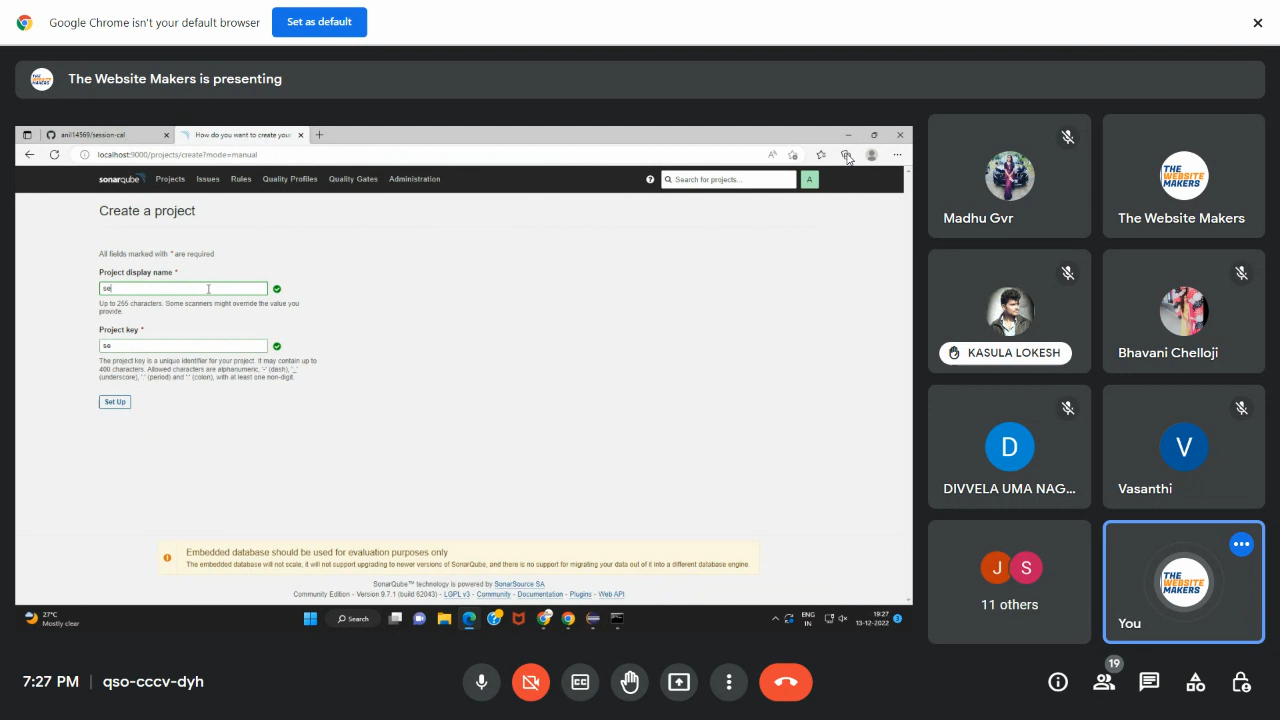 Google Chrome isn't your default browser
Set as default
The Website Makers is presenting
anil14569/session-cal
How do you want to create your
localhost:9000/projects/create?mode=manual
sonarqube Projects Issues Rules Quality Profiles Quality Gates Administration
Search for projects...
A
Create a project
All fields marked with * are required
Project display name *
se
Up to 255 characters. Some scanners might override the value you
provide.
Project key *
se
The project key is a unique identifier for your project. It may contain up to
400 characters. Allowed characters are alphanumeric, '-' (dash), '_'
(underscore), '.' (period) and ':' (colon), with at least one non-digit.
Set Up
Embedded database should be used for evaluation purposes only
The embedded database will not scale, it will not support upgrading to newer versions of SonarQube, and there is no support for migrating your data out of it into a different database engine.
SonarQube™ technology is powered by SonarSource SA
Community Edition - Version 9.7.1 (build 62043) - LGPL v3 - Community - Documentation - Plugins - Web API
27°C
Mostly clear
Search
ENG
IN
19:27
13-12-2022
3
THE
WEBSITE
MAKERS
Madhu Gvr
The Website Makers
KASULA LOKESH
Bhavani Chelloji
D
DIVVELA UMA NAG...
V
Vasanthi
J
S
11 others
THE
WEBSITE
MAKERS
You
7:27 PM | qso-cccv-dyh
19